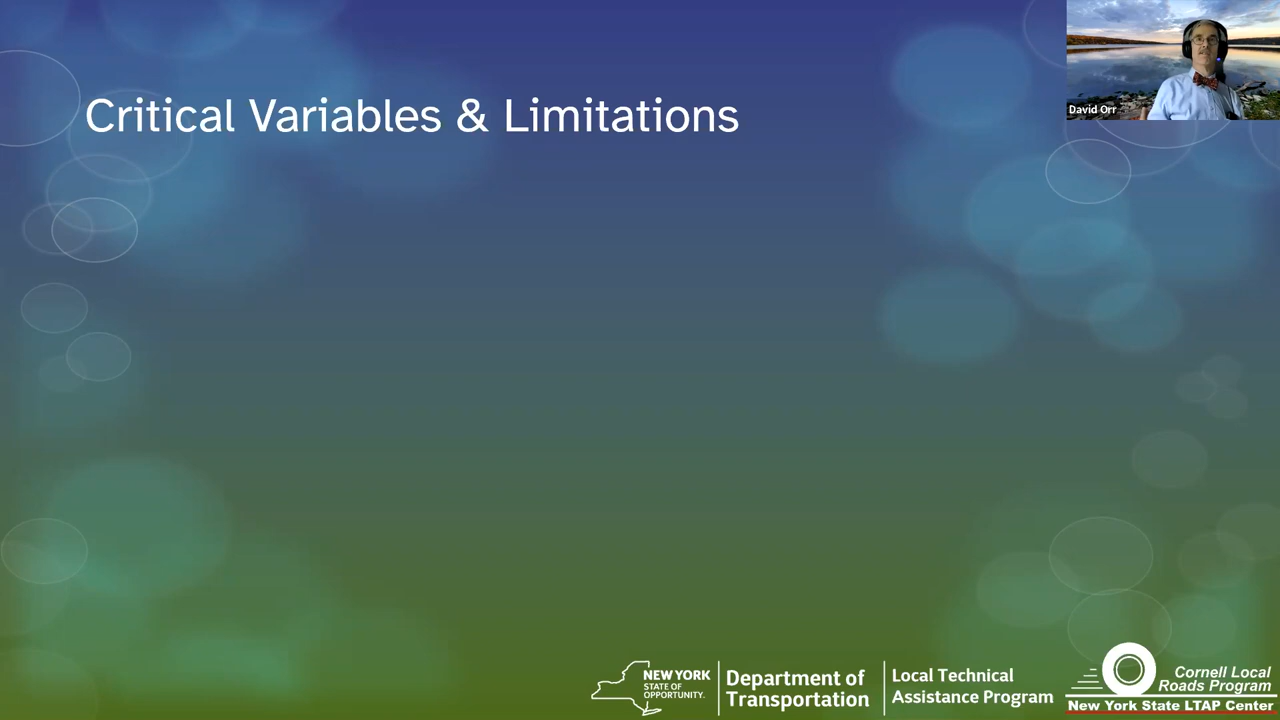 Critical Variables & Limitations
David Orr
NEW YORK
STATE OF
OPPORTUNITY.
Department of
Transportation
Local Technical
Assistance Program
Cornell Local
Roads Program
New York State LTAP Center